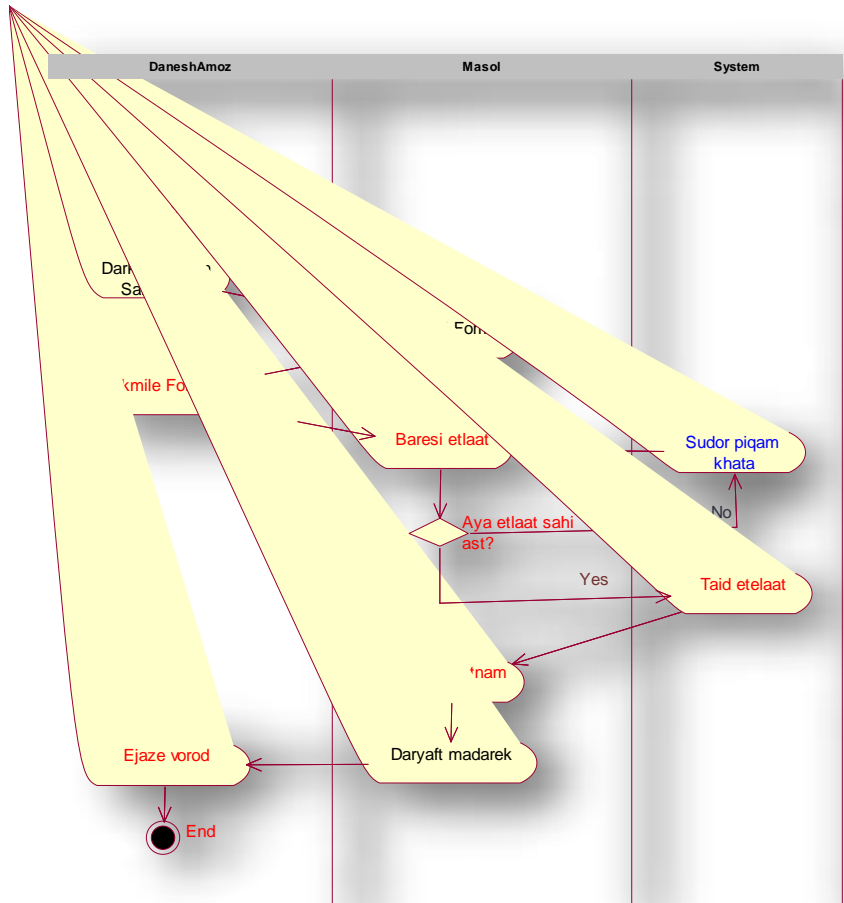 DaneshAmoz
Masol
System
Sa
Baresi etlaat
Sudor piqam
khata
No
Aya etlaat sahi
ast?
Yes
Taid etelaat
Daryaft madarek
Ejaze vorod
End